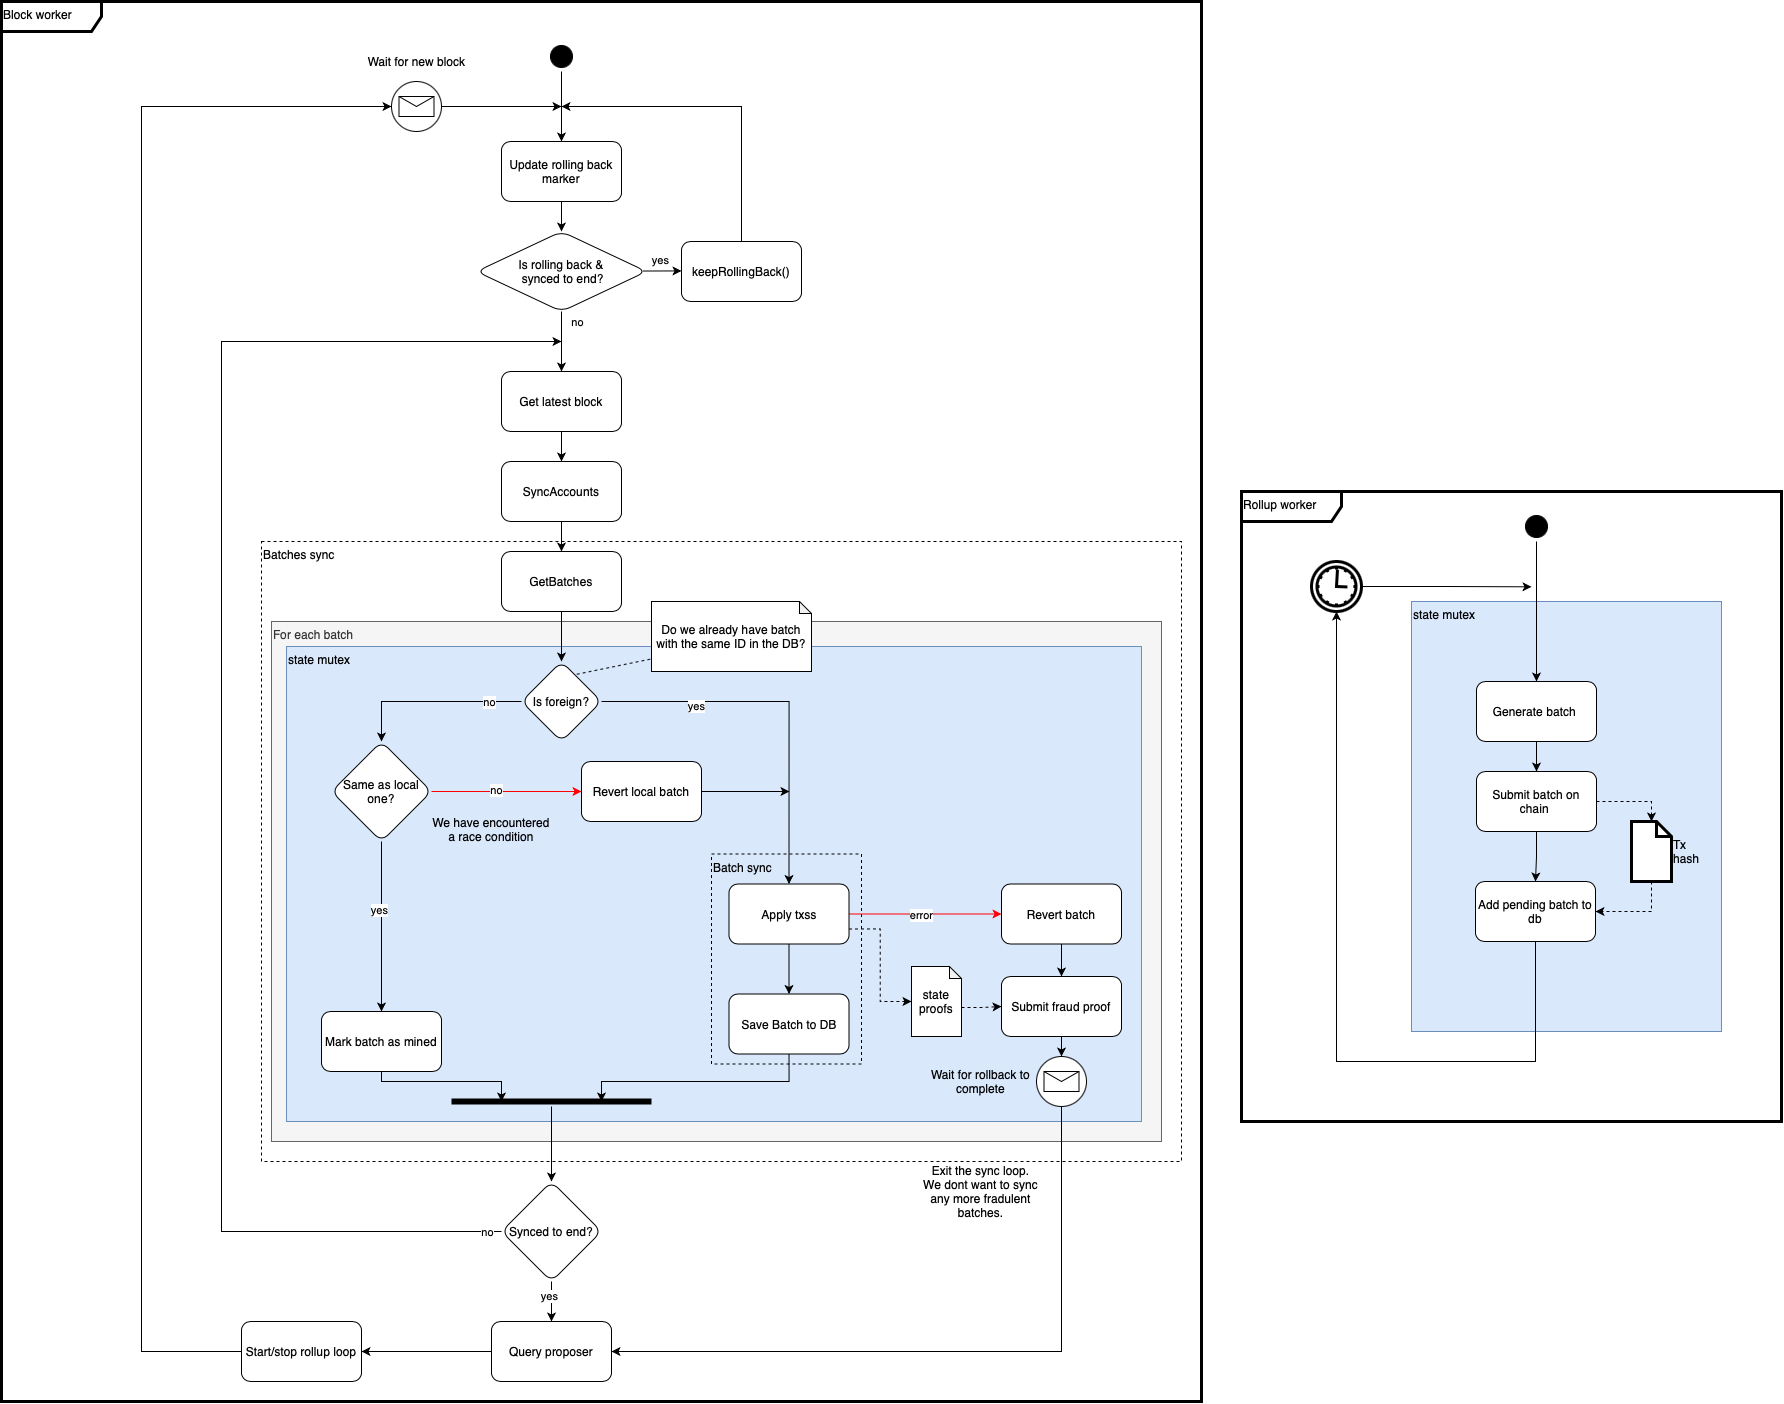 Block worker
Wait for new block
Update rolling back
marker
Is rolling back &
synced to end?
yes
keepRollingBack()
no
Get latest block
SyncAccounts
Batches sync
GetBatches
For each batch
Do we already have batch
with the same ID in the DB?
state mutex
Is foreign?
no
yes
Same as local
one?
no
Revert local batch
We have encountered
a race condition
Batch sync
yes
Apply txss
error
Revert batch
state
proofs
Submit fraud proof
Save Batch to DB
Mark batch as mined
Wait for rollback to
complete
Exit the sync loop.
We dont want to sync
any more fradulent
batches.
no
Synced to end?
yes
Start/stop rollup loop
Query proposer
Rollup worker
state mutex
Generate batch
Submit batch on
chain
Tx
hash
Add pending batch to
db